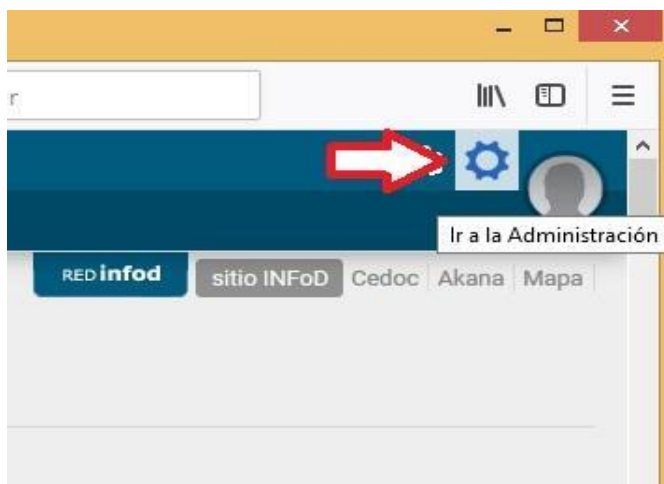 r
Ir a la Administración
RED infod
sitio INFoD Cedoc Akana Mapa